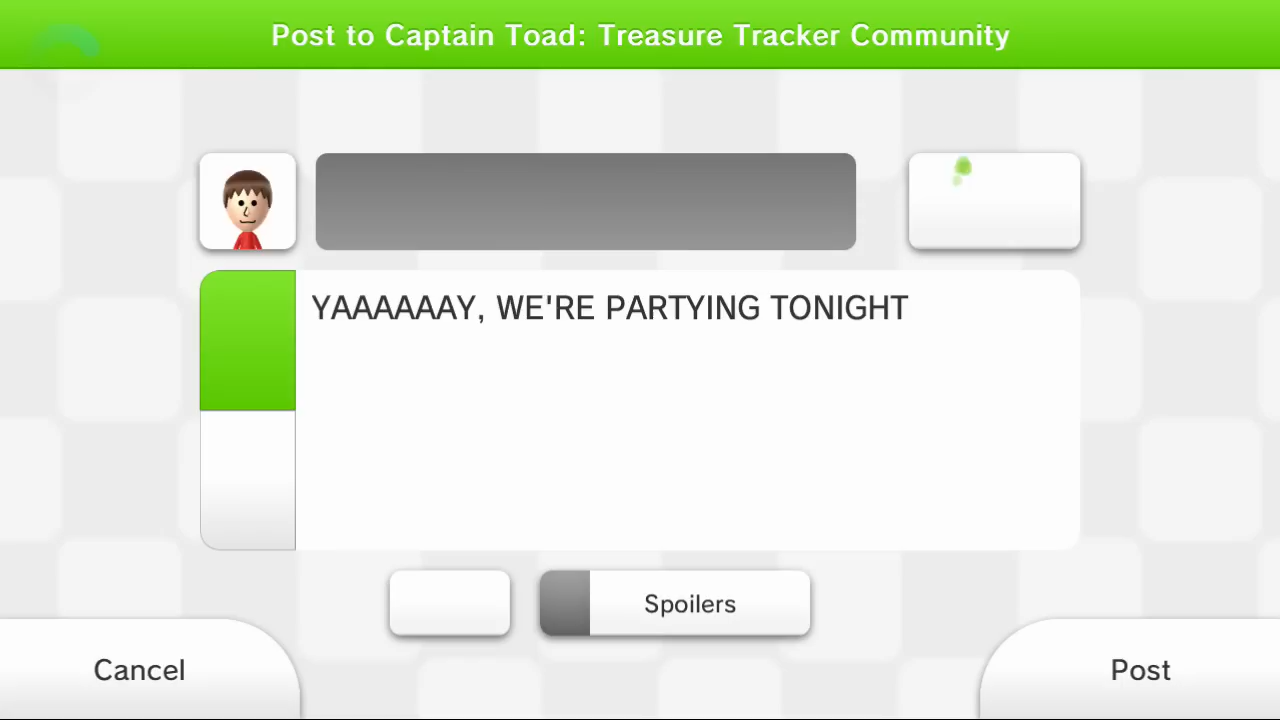 Post to Captain Toad: Treasure Tracker Community
YAAAAAAY, WE'RE PARTYING TONIGHT
Spoilers
Cancel
Post